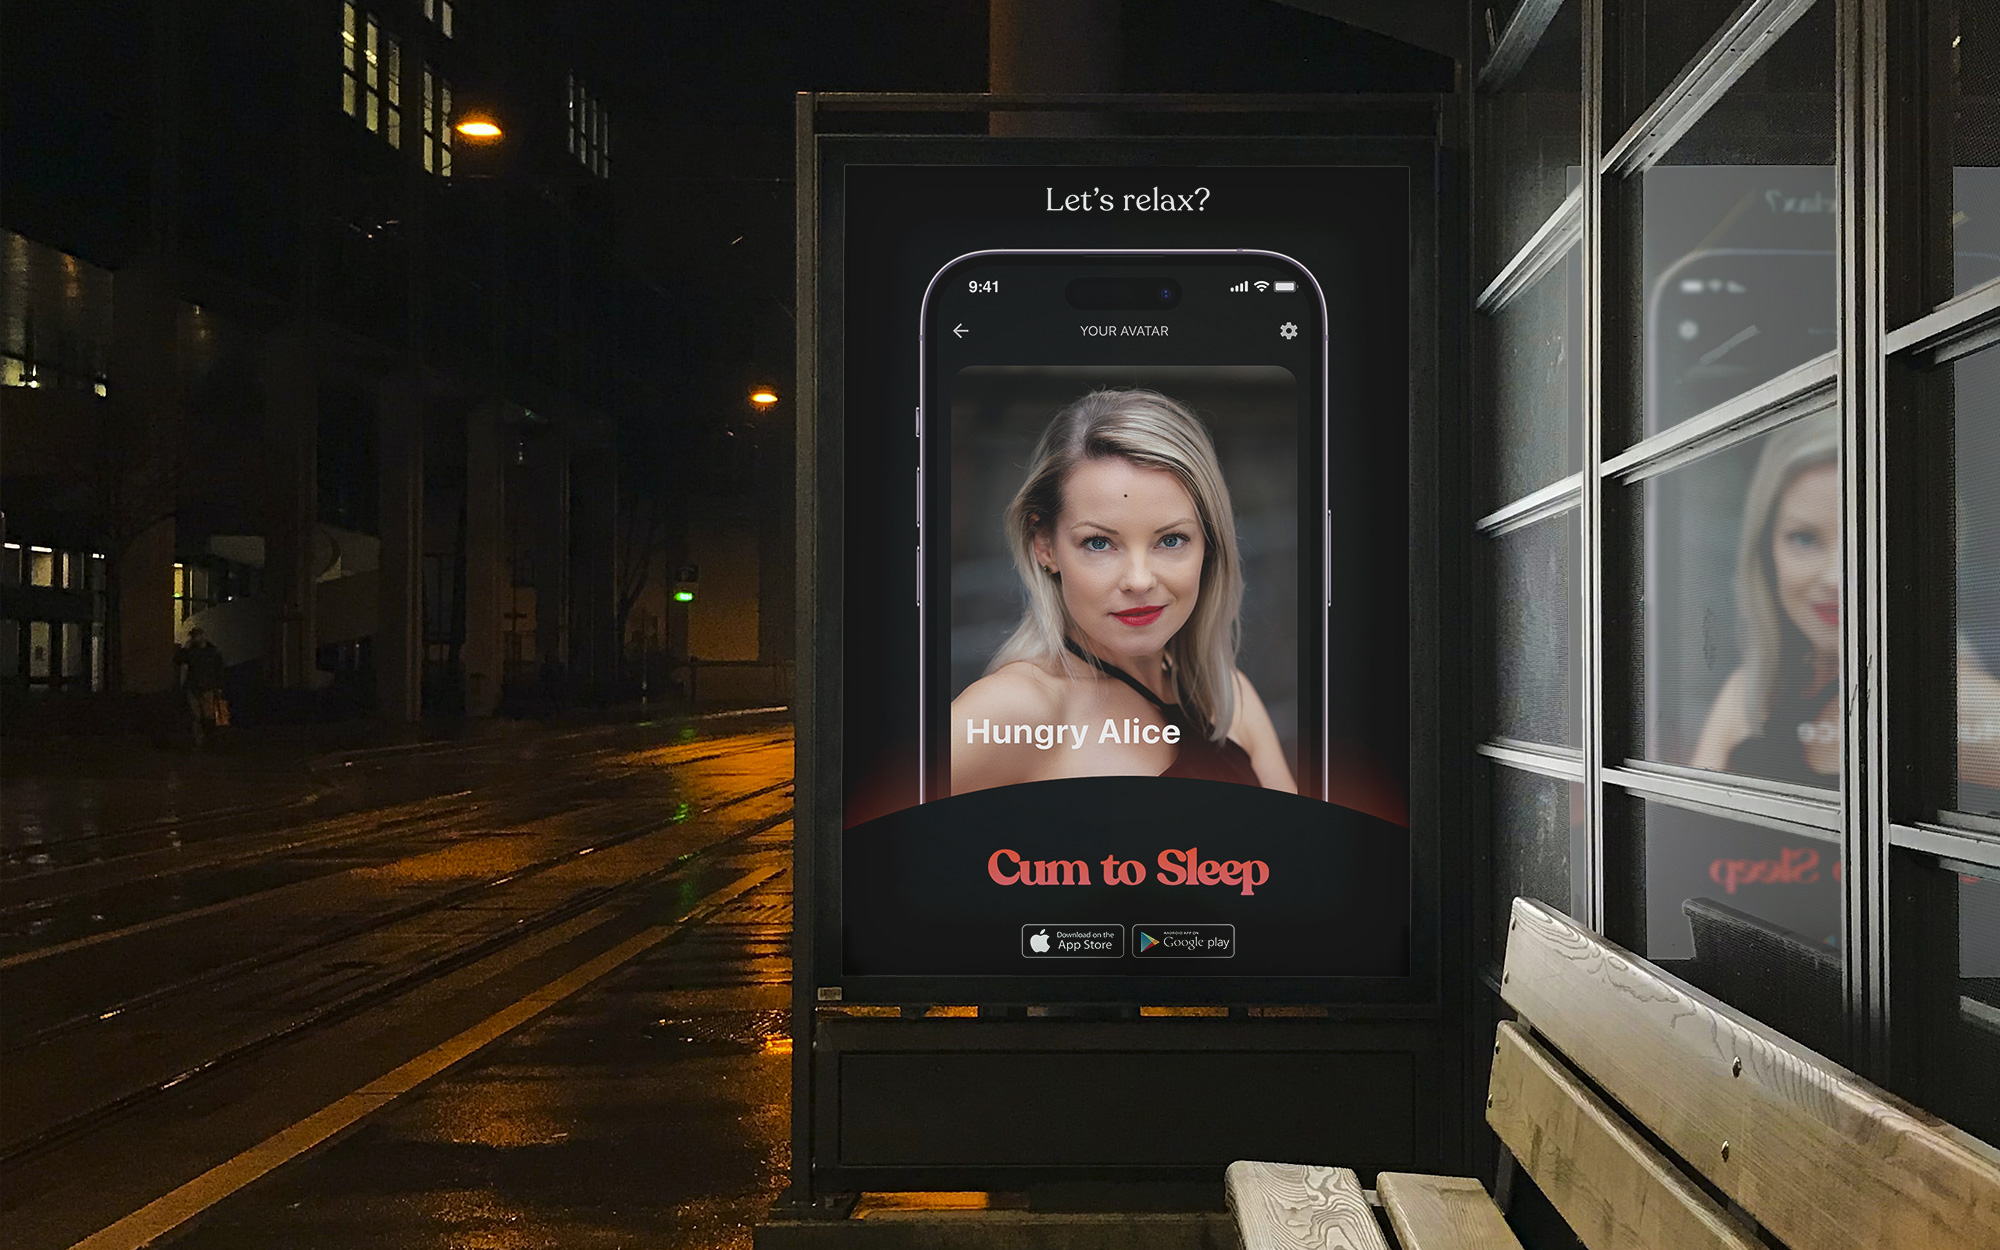 Let's relax?
9:41
YOUR AVATAR
Hungry Alice
Cum to Sleep
Download on the
App Store
ANDROID APP ON
Google play